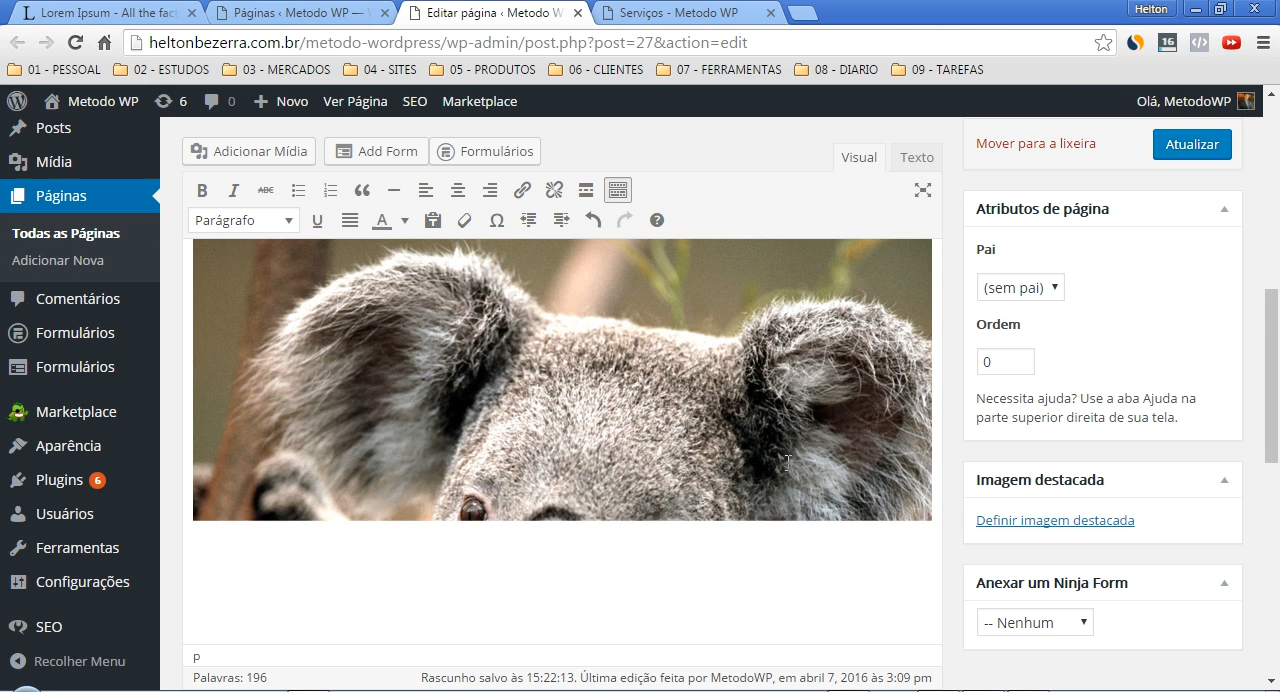 Lorem Ipsum - All the fact
Páginas ‹ Metodo WP —
Editar página ‹ Metodo W
Serviços - Metodo WP
Helton
heltonbezerra.com.br/metodo-wordpress/wp-admin/post.php?post=27&action=edit
16
01 - PESSOAL
02 - ESTUDOS
03 - MERCADOS
04 - SITES
05 - PRODUTOS
06 - CLIENTES
07 - FERRAMENTAS
08 - DIARIO
09 - TAREFAS
Metodo WP
6
0
Novo
Ver Página
SEO
Marketplace
Olá, MetodoWP
Posts
Mídia
Páginas
Todas as Páginas
Adicionar Nova
Comentários
Formulários
Formulários
Marketplace
Aparência
Plugins 6
Usuários
Ferramentas
Configurações
SEO
Recolher Menu
Adicionar Mídia
Add Form
Formulários
Visual
Texto
B I ABC
Parágrafo
U
A
Ω
P
Palavras: 196
Rascunho salvo às 15:22:13. Última edição feita por MetodoWP, em abril 7, 2016 às 3:09 pm
Mover para a lixeira
Atualizar
Atributos de página
Pai
(sem pai)
Ordem
0
Necessita ajuda? Use a aba Ajuda na
parte superior direita de sua tela.
Imagem destacada
Definir imagem destacada
Anexar um Ninja Form
-- Nenhum